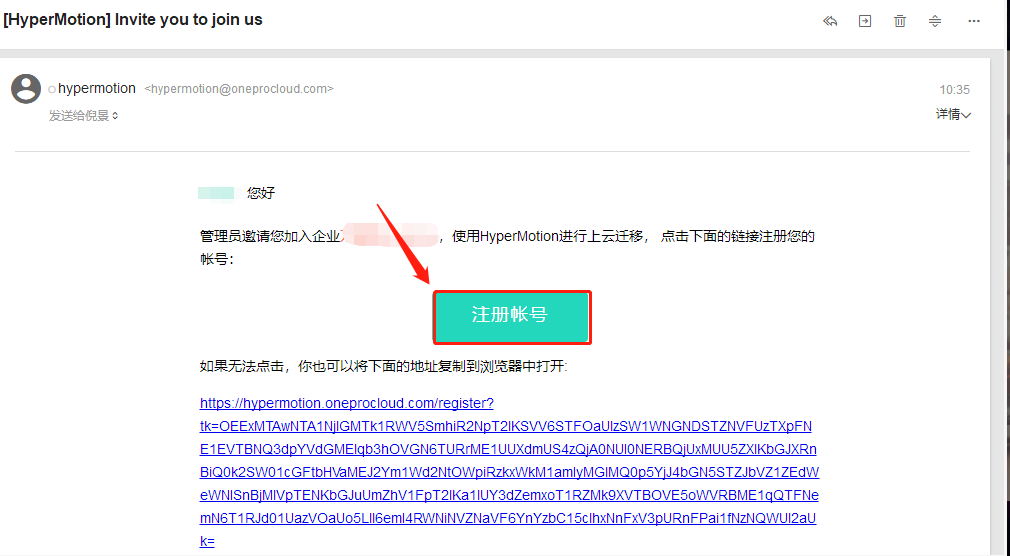 [HyperMotion] Invite you to join us
hypermotion <hypermotion@oneprocloud.com> 10:35
发送给倪景 详情
您好
管理员邀请您加入企业 ，使用HyperMotion进行上云迁移， 点击下面的链接注册您的
帐号：
注册帐号
如果无法点击，你也可以将下面的地址复制到浏览器中打开:
https://hypermotion.oneprocloud.com/register?
tk=OEExMTAwNTA1NjlGMTk1RWV5SmhiR2NpT2lKSVV6STFOaUlzSW1WNGNDSTZNVFUzTXpFN
E1EVTBNQ3dpYVdGMElqb3hOVGN6TURrME1UUXdmUS4zQjA0NUl0NERBQjUxMUU5ZXlKbGJXRn
BiQ0k2SW01cGFtbHVaMEJ2Ym1Wd2NtOWpiRzkxWkM1amIyMGlMQ0p5YjJ4bGN5STZJbVZ1ZEdW
eWNISnBjMlVpTENKbGJuUmZhV1FpT2lKa1lUY3dZemxoT1RZMk9XVTBOVE5oWVRBME1qQTFNe
mN6T1RJd01UazVOaUo5Lll6eml4RWNiNVZNaVF6YnYzbC15clhxNnFxV3pURnFPai1fNzNQWUI2aU
k=